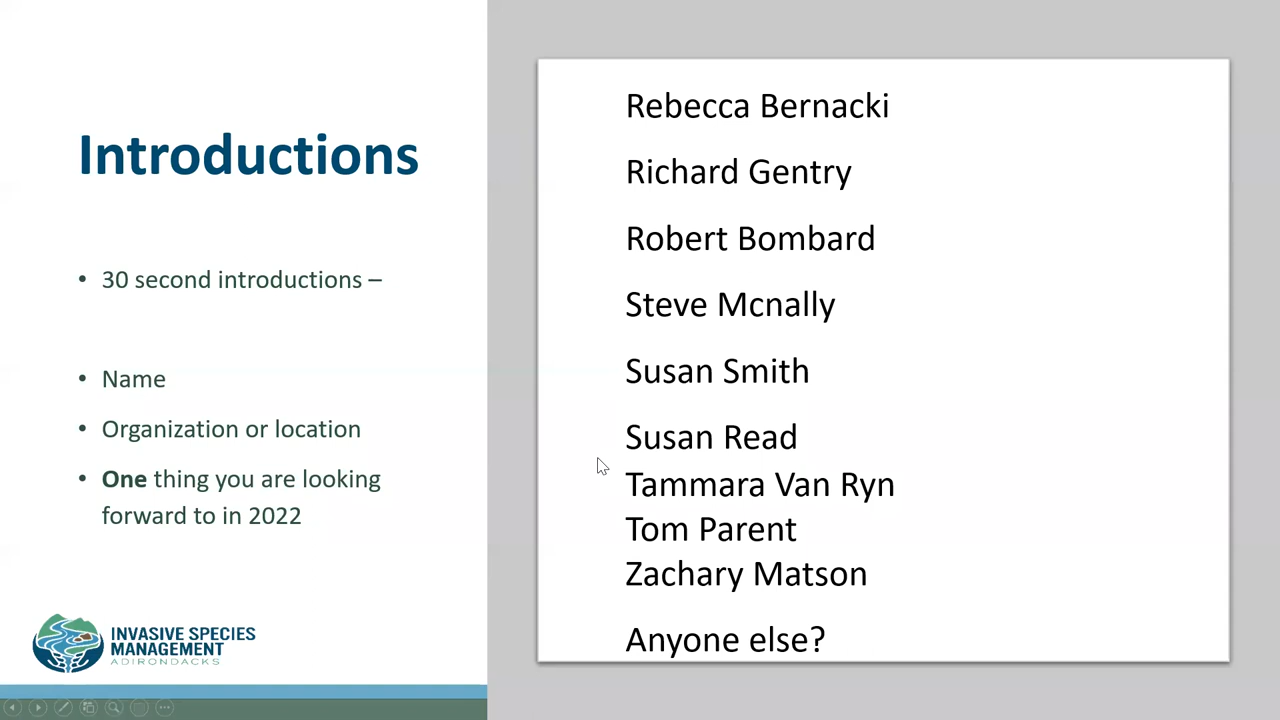 Introductions
• 30 second introductions –
• Name
• Organization or location
• One thing you are looking
forward to in 2022
INVASIVE SPECIES
MANAGEMENT
ADIRONDACKS
Rebecca Bernacki
Richard Gentry
Robert Bombard
Steve Mcnally
Susan Smith
Susan Read
Tammara Van Ryn
Tom Parent
Zachary Matson
Anyone else?